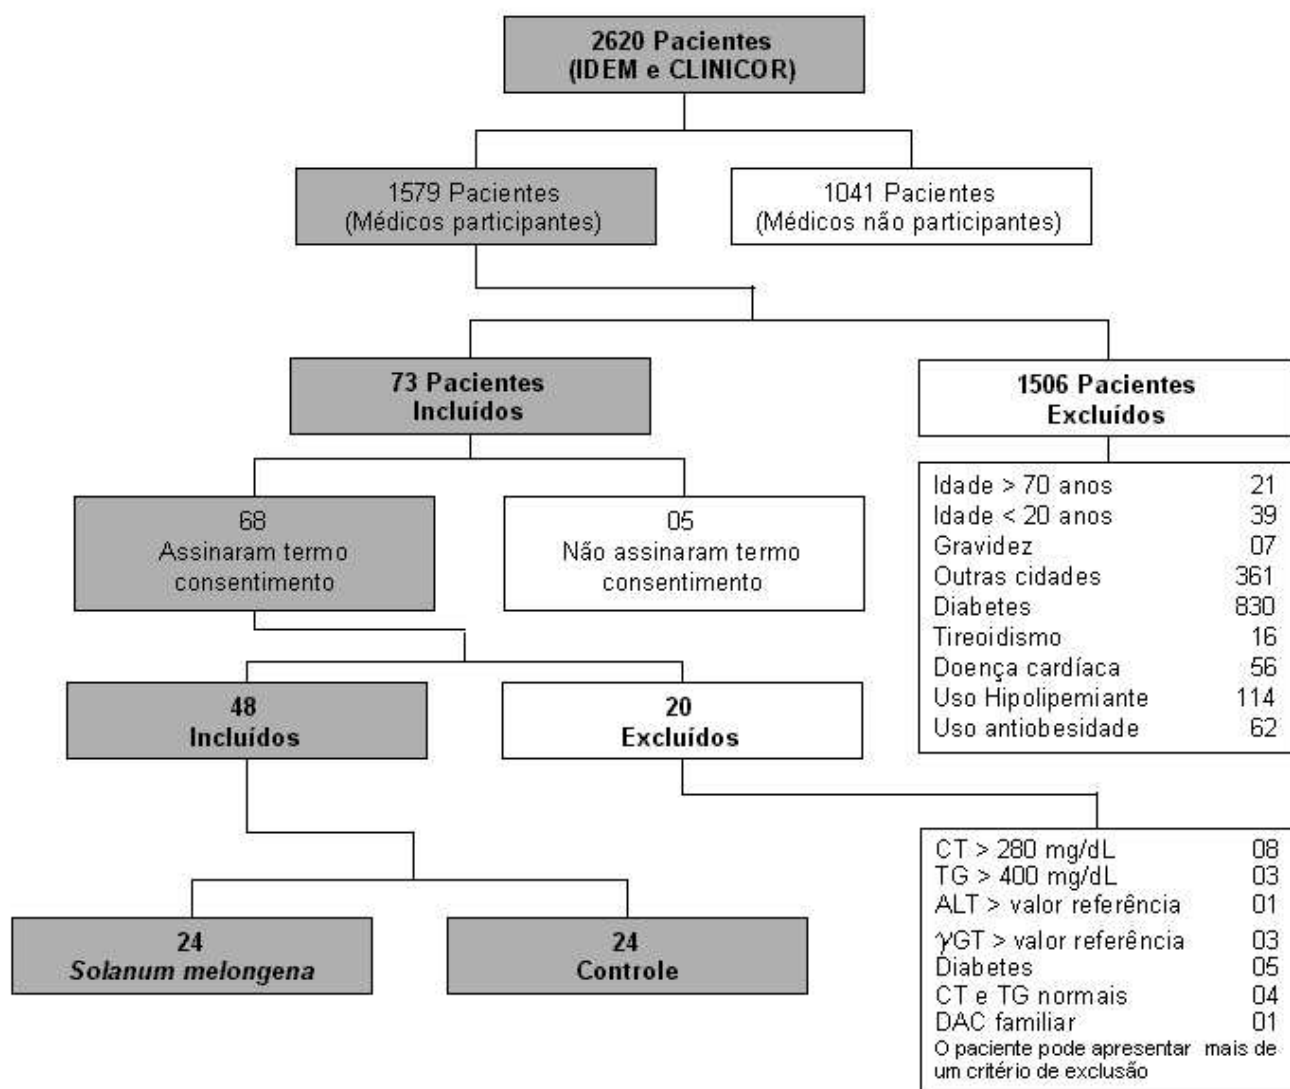 2620 Pacientes
(IDEM e CLINICOR)
1579 Pacientes
(Médicos participantes)
1041 Pacientes
(Médicos não participantes)
73 Pacientes
Incluídos
1506 Pacientes
Excluídos
Idade > 70 anos 21
Idade < 20 anos 39
Gravidez 07
Outras cidades 361
Diabetes 830
Tireoidismo 16
Doença cardíaca 56
Uso Hipolipemiante 114
Uso antiobesidade 62
68
Assinaram termo
consentimento
05
Não assinaram termo
consentimento
48
Incluídos
20
Excluídos
CT > 280 mg/dL 08
TG > 400 mg/dL 03
ALT > valor referência 01
γGT > valor referência 03
Diabetes 05
CT e TG normais 04
DAC familiar 01
O paciente pode apresentar mais de
um critério de exclusão
24
Solanum melongena
24
Controle